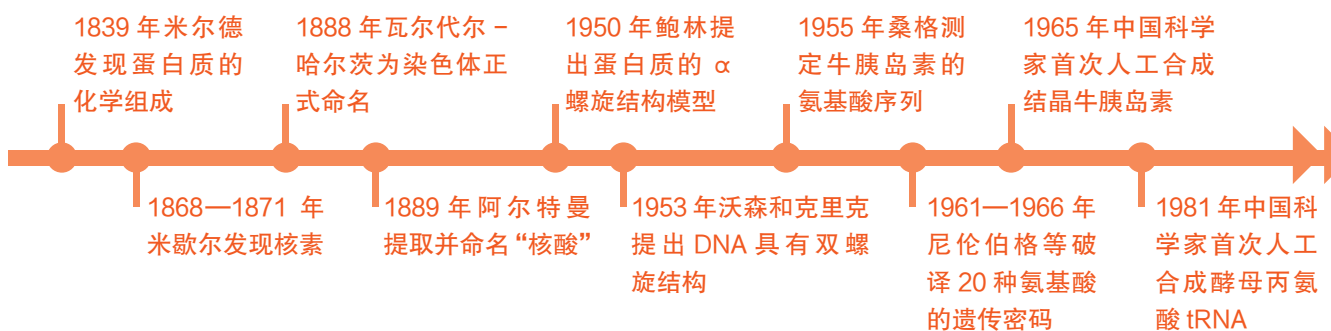 1839 年米尔德
发现蛋白质的
化学组成
1888 年瓦尔代尔 –
哈尔茨为染色体正
式命名
1950 年鲍林提
出蛋白质的 α
螺旋结构模型
1955 年桑格测
定牛胰岛素的
氨基酸序列
1965 年中国科学
家首次人工合成
结晶牛胰岛素
1868—1871 年
米歇尔发现核素
1889 年阿尔特曼
提取并命名“核酸”
1953 年沃森和克里克
提出 DNA 具有双螺
旋结构
1961—1966 年
尼伦伯格等破
译 20 种氨基酸
的遗传密码
1981 年中国科
学家首次人工
合成酵母丙氨
酸 tRNA